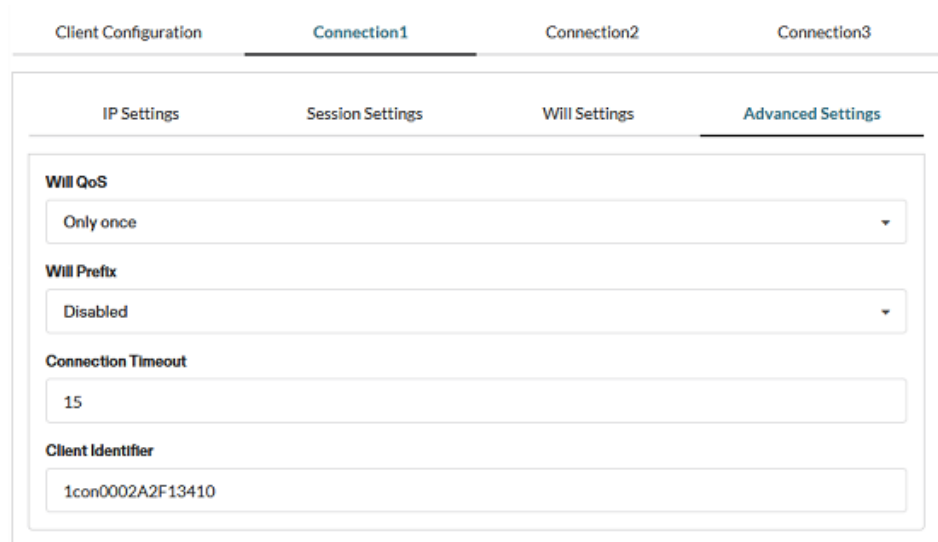 Client Configuration Connection1 Connection2 Connection3
IP Settings Session Settings Will Settings Advanced Settings
Will QoS
Only once
Will Prefix
Disabled
Connection Timeout
15
Client Identifier
1con0002A2F13410